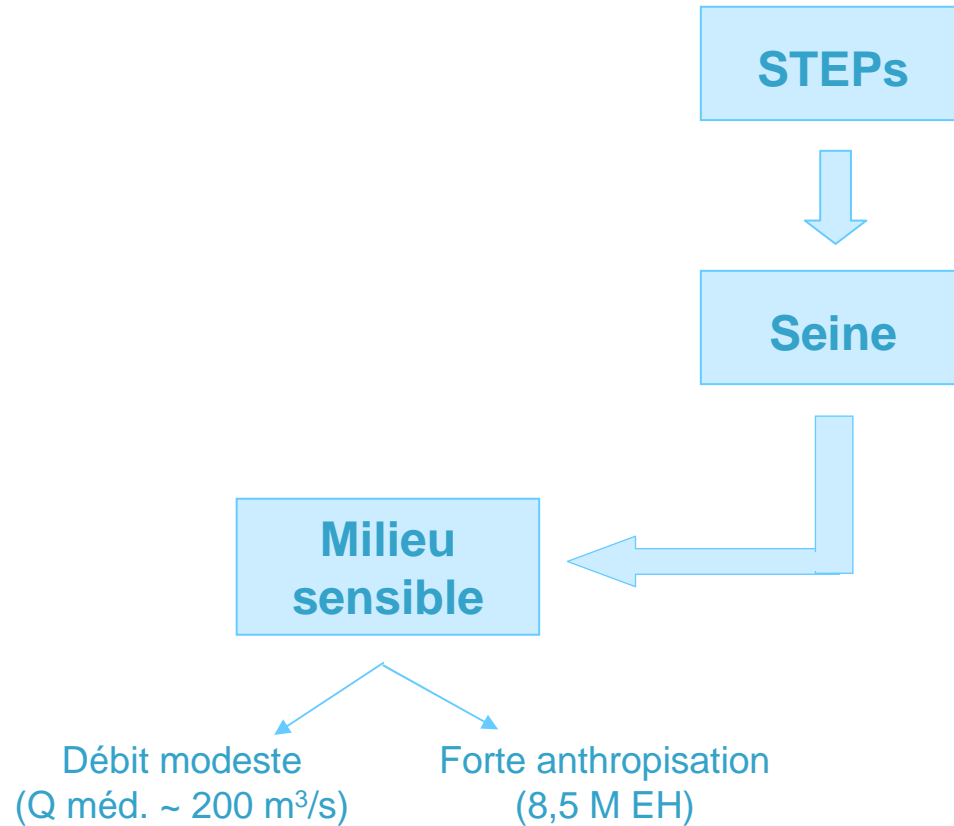 STEPs
Seine
Milieu
sensible
Débit modeste
(Q méd. ~ 200 m³/s)
Forte anthropisation
(8,5 M EH)